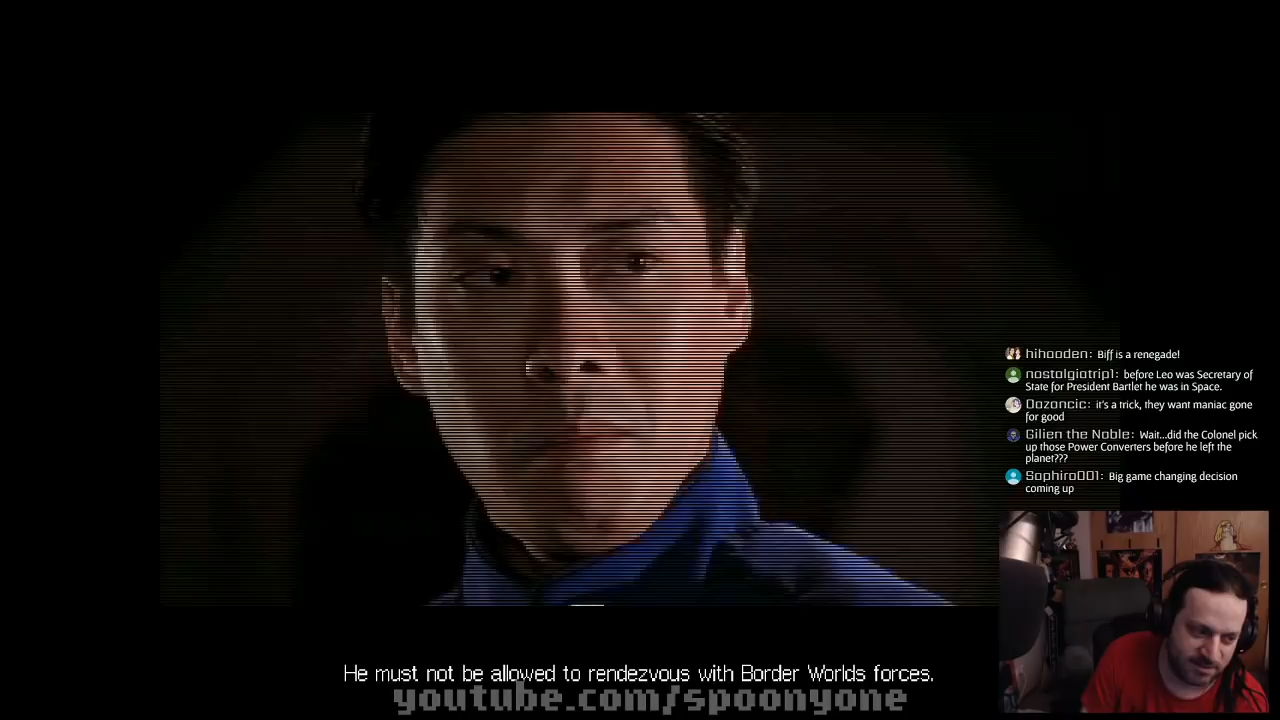 hihooden: Biff is a renegade!
nostalgiatrip1: before Leo was Secretary of
State for President Bartlet he was in Space.
Oozoncic: it's a trick, they want maniac gone
for good
Gilien the Noble: Wait...did the Colonel pick
up those Power Converters before he left the
planet???
Sophiro001: Big game changing decision
coming up
He must not be allowed to rendezvous with Border Worlds forces.
youtube.com/spoonyone